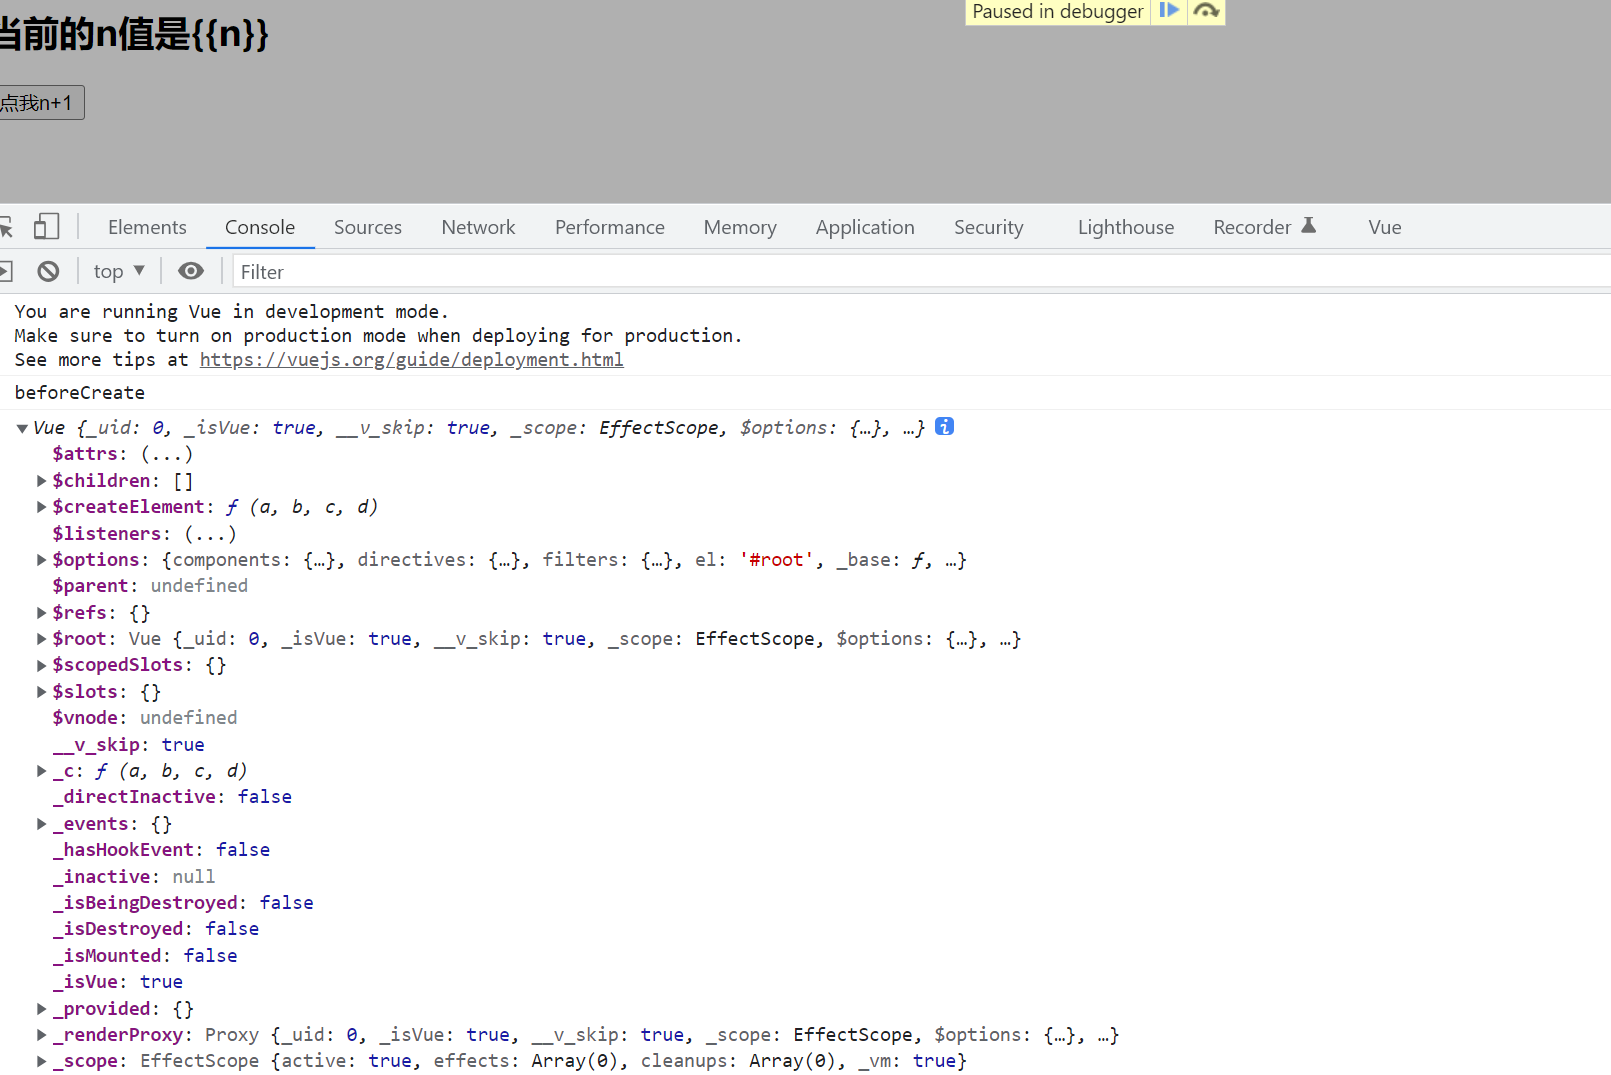 Paused in debugger
当前的n值是{{n}}
点我n+1
Elements Console Sources Network Performance Memory Application Security Lighthouse Recorder Vue
top ▼ Filter
You are running Vue in development mode.
Make sure to turn on production mode when deploying for production.
See more tips at https://vuejs.org/guide/deployment.html
beforeCreate
Vue {_uid: 0, _isVue: true, __v_skip: true, _scope: EffectScope, $options: {…}, …}
$attrs: (...)
$children: []
$createElement: ƒ (a, b, c, d)
$listeners: (...)
$options: {components: {…}, directives: {…}, filters: {…}, el: '#root', _base: ƒ, …}
$parent: undefined
$refs: {}
$root: Vue {_uid: 0, _isVue: true, __v_skip: true, _scope: EffectScope, $options: {…}, …}
$scopedSlots: {}
$slots: {}
$vnode: undefined
__v_skip: true
_c: ƒ (a, b, c, d)
_directInactive: false
_events: {}
_hasHookEvent: false
_inactive: null
_isBeingDestroyed: false
_isDestroyed: false
_isMounted: false
_isVue: true
_provided: {}
_renderProxy: Proxy {_uid: 0, _isVue: true, __v_skip: true, _scope: EffectScope, $options: {…}, …}
_scope: EffectScope {active: true, effects: Array(0), cleanups: Array(0), _vm: true}